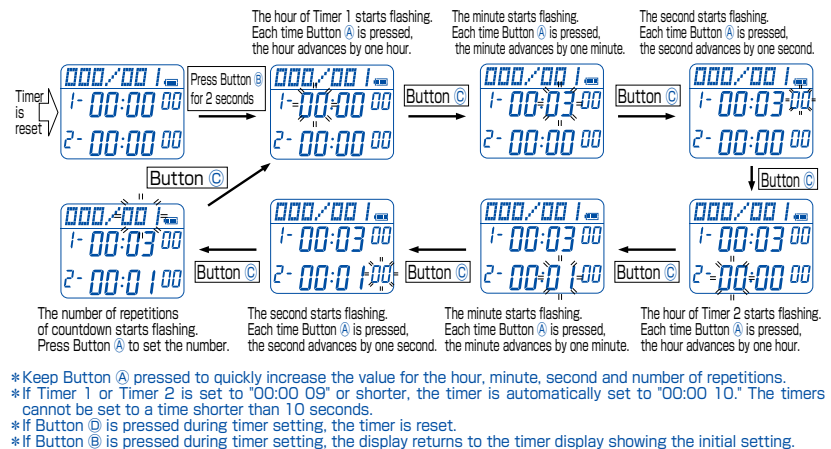 The hour of Timer 1 starts flashing.
Each time Button Ⓐ is pressed,
the hour advances by one hour.
The minute starts flashing.
Each time Button Ⓐ is pressed,
the minute advances by one minute.
The second starts flashing.
Each time Button Ⓐ is pressed,
the second advances by one second.
Timer
is
reset
000/001
1- 00:00 00
2- 00:00 00
Press Button Ⓑ
for 2 seconds
000/001
1- 00:00 00
2- 00:00 00
Button Ⓒ
000/001
1- 00:03 00
2- 00:00 00
Button Ⓒ
000/001
1- 00:03 00
2- 00:00 00
Button Ⓒ
Button Ⓒ
000/001
1- 00:03 00
2- 00:01 00
Button Ⓒ
000/001
1- 00:03 00
2- 00:01 00
Button Ⓒ
000/001
1- 00:03 00
2- 00:01 00
Button Ⓒ
000/001
1- 00:03 00
2- 00:00 00
The number of repetitions
of countdown starts flashing.
Press Button Ⓐ to set the number.
The second starts flashing.
Each time Button Ⓐ is pressed,
the second advances by one second.
The minute starts flashing.
Each time Button Ⓐ is pressed,
the minute advances by one minute.
The hour of Timer 2 starts flashing.
Each time Button Ⓐ is pressed,
the hour advances by one hour.
*Keep Button Ⓐ pressed to quickly increase the value for the hour, minute, second and number of repetitions.
*If Timer 1 or Timer 2 is set to "00:00 09" or shorter, the timer is automatically set to "00:00 10." The timers
cannot be set to a time shorter than 10 seconds.
*If Button Ⓓ is pressed during timer setting, the timer is reset.
*If Button Ⓑ is pressed during timer setting, the display returns to the timer display showing the initial setting.